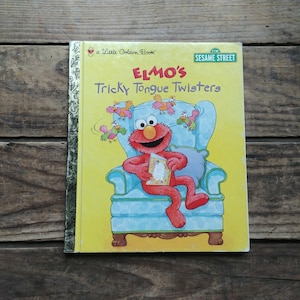 a Little Golden Book
SESAME STREET
ELMO'S
Tricky Tongue Twisters